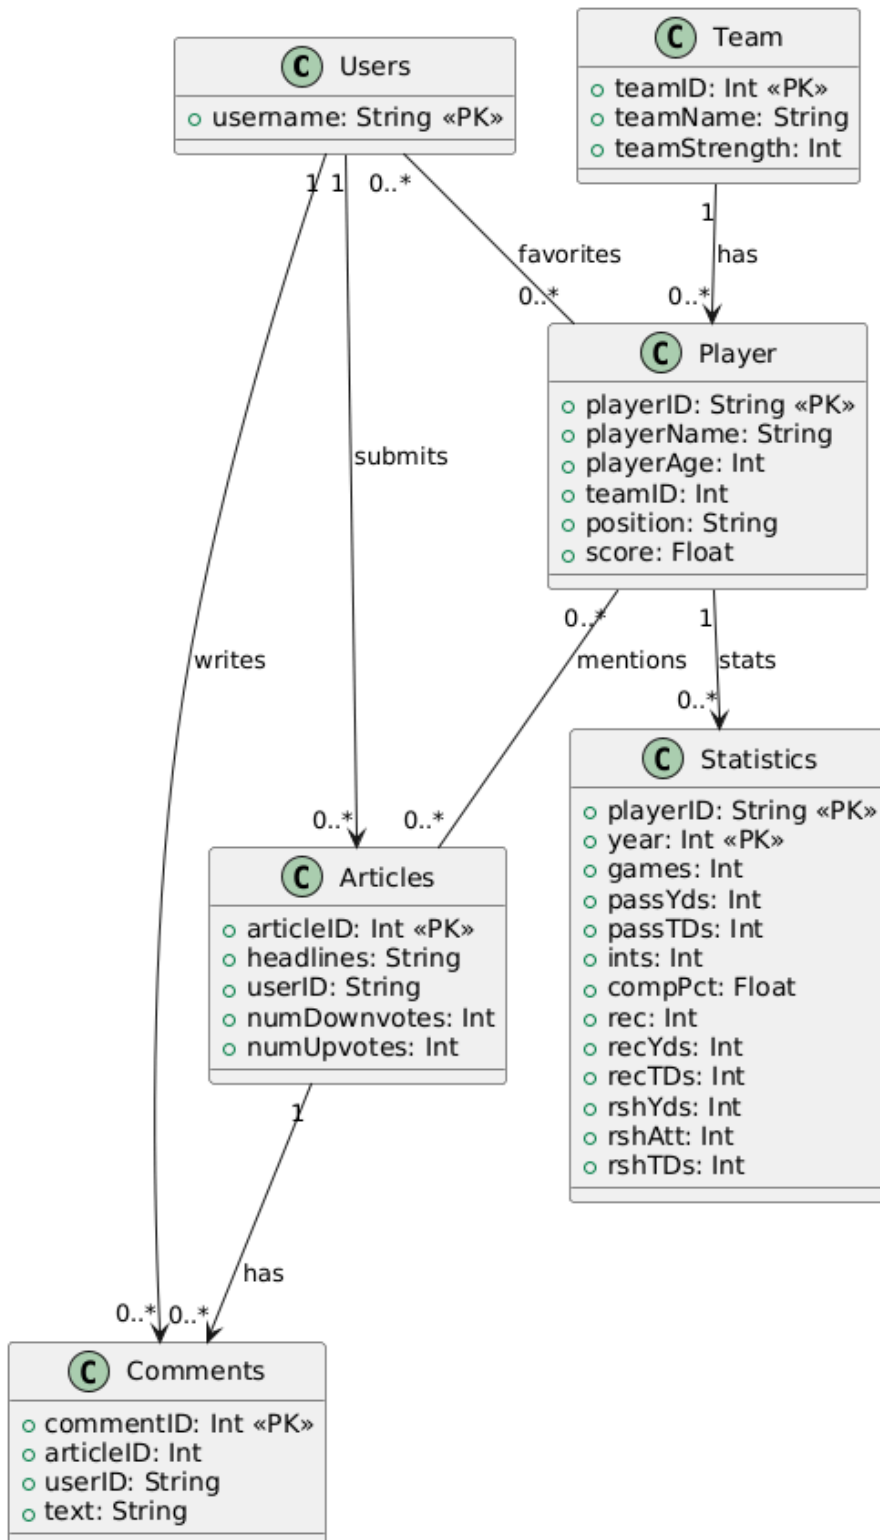 C Users
username: String «PK»
C Team
teamID: Int «PK»
teamName: String
teamStrength: Int
1 1 0..*
1
favorites
has
0..*
0..*
C Player
playerID: String «PK»
playerName: String
playerAge: Int
teamID: Int
position: String
score: Float
submits
0..*
1
writes
mentions
stats
0..*
C Statistics
playerID: String «PK»
year: Int «PK»
games: Int
passYds: Int
passTDs: Int
ints: Int
compPct: Float
rec: Int
recYds: Int
recTDs: Int
rshYds: Int
rshAtt: Int
rshTDs: Int
0..*
0..*
C Articles
articleID: Int «PK»
headlines: String
userID: String
numDownvotes: Int
numUpvotes: Int
1
has
0..*
0..*
C Comments
commentID: Int «PK»
articleID: Int
userID: String
text: String